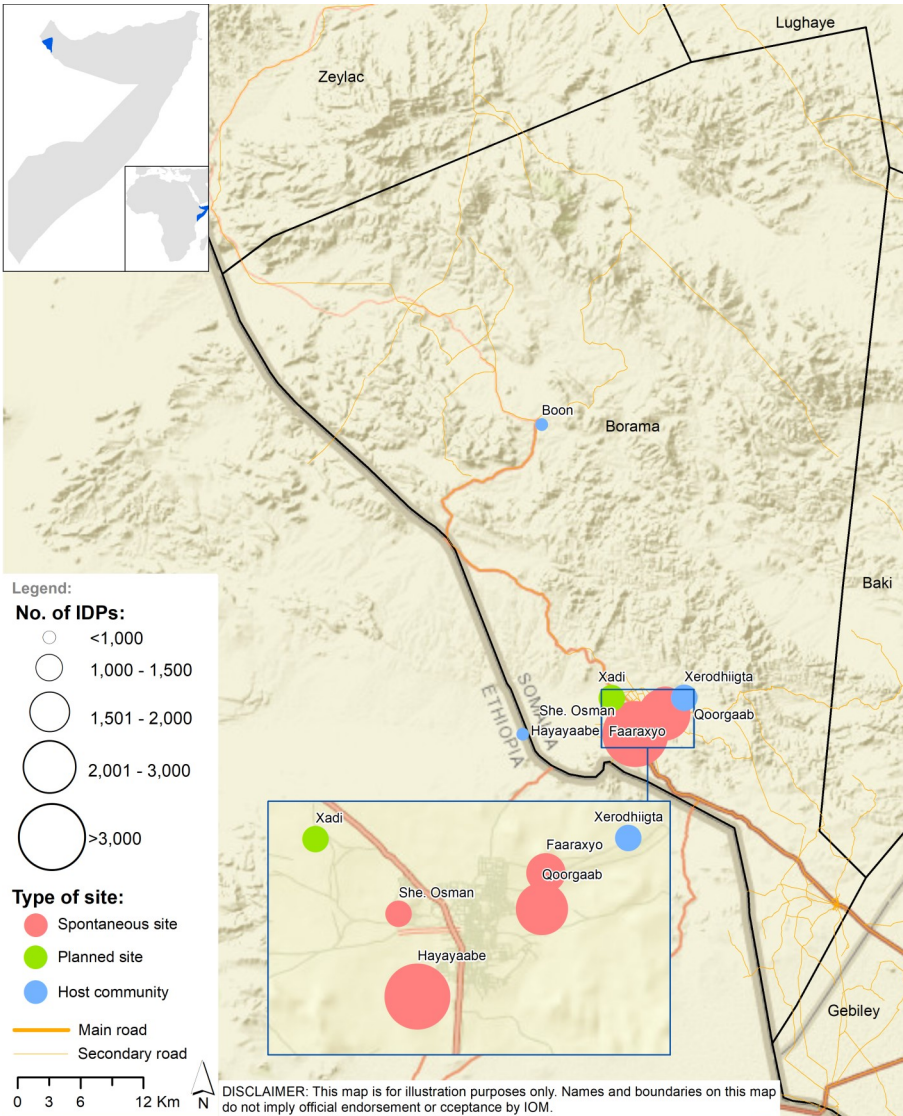 Lughaye
Zeylac
Boon
Borama
Baki
Xadi
Xerodhiigta
She. Osman
Qoorgaab
Hayayaabe
Faaraxyo
SOMALIA
ETHIOPIA
Xadi
Xerodhiigta
Faaraxyo
Qoorgaab
She. Osman
Hayayaabe
Gebiley
Legend:
No. of IDPs:
<1,000
1,000 - 1,500
1,501 - 2,000
2,001 - 3,000
>3,000
Type of site:
Spontaneous site
Planned site
Host community
Main road
Secondary road
0 3 6 12 Km
N
DISCLAIMER: This map is for illustration purposes only. Names and boundaries on this map
do not imply official endorsement or cceptance by IOM.